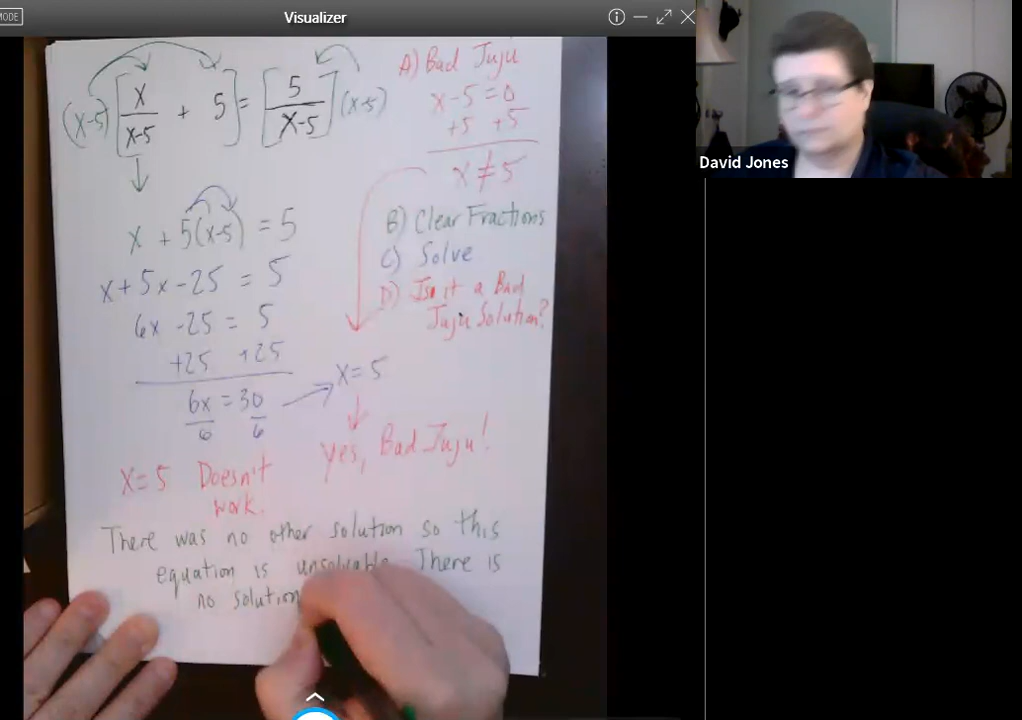 MODE
Visualizer
David Jones
(x-5) [x/(x-5) + 5] = [5/(x-5)] (x-5)
x + 5(x-5) = 5
x + 5x - 25 = 5
6x - 25 = 5
+25 +25
6x = 30
6 6
x = 5
A) Bad Juju
x - 5 = 0
+5 +5
x ≠ 5
B) Clear Fractions
C) Solve
D) Is it a Bad
Juju Solution?
Yes, Bad Juju!
x = 5 Doesn't
work.
There was no other solution so this
equation is unsolvable There is
no solution